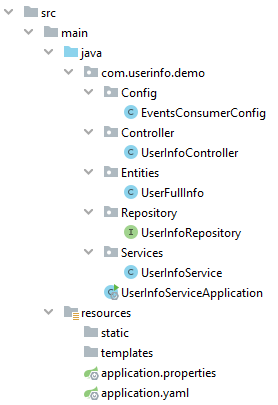 src
main
java
com.userinfo.demo
Config
EventsConsumerConfig
Controller
UserInfoController
Entities
UserFullInfo
Repository
UserInfoRepository
Services
UserInfoService
UserInfoServiceApplication
resources
static
templates
application.properties
application.yaml